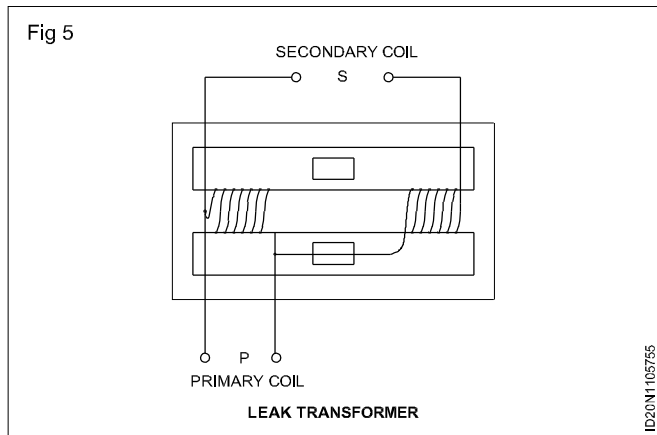 Fig 5
SECONDARY COIL
S
P
PRIMARY COIL
LEAK TRANSFORMER
ID20N1105755